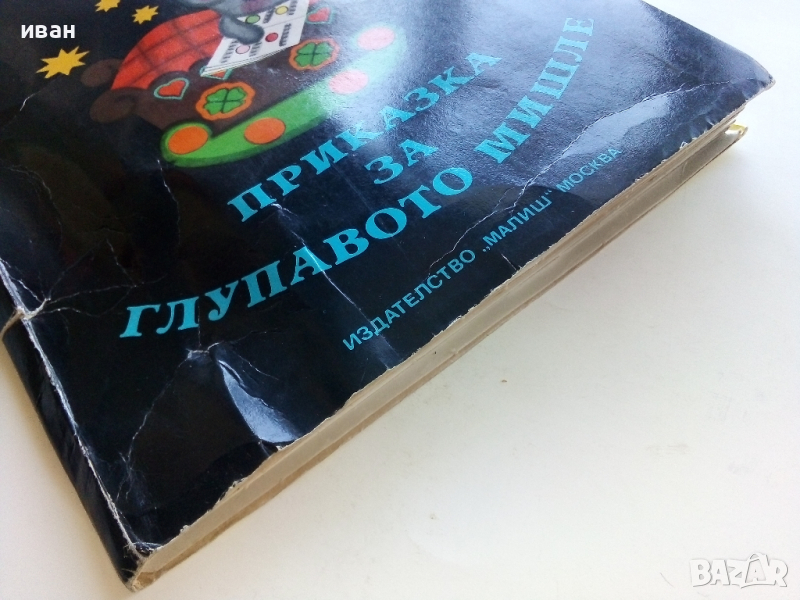 иван
ПРИКАЗКА
ЗА
ГЛУПАВОТО МИШЛЕ
ИЗДАТЕЛСТВО „МАЛИШ" МОСКВА
BAZAR